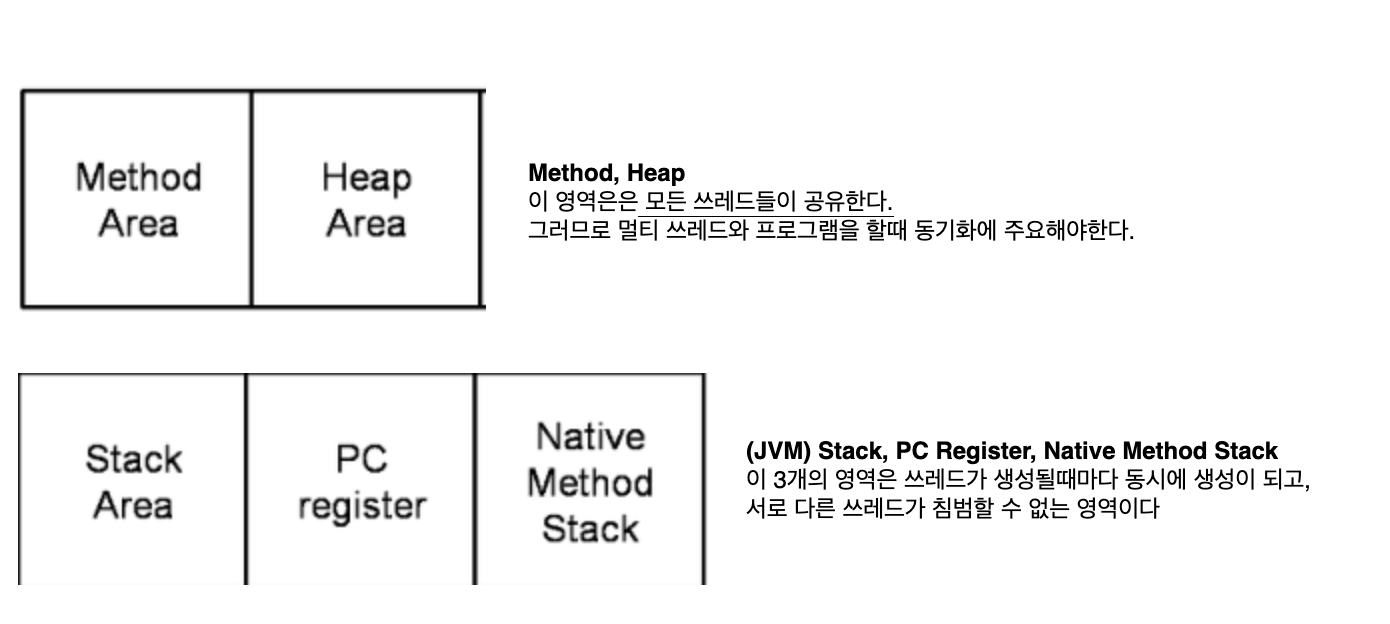 Method
Area
Heap
Area
Method, Heap
이 영역은은 모든 쓰레드들이 공유한다.
그러므로 멀티 쓰레드와 프로그램을 할때 동기화에 주요해야한다.
Stack
Area
PC
register
Native
Method
Stack
(JVM) Stack, PC Register, Native Method Stack
이 3개의 영역은 쓰레드가 생성될때마다 동시에 생성이 되고,
서로 다른 쓰레드가 침범할 수 없는 영역이다